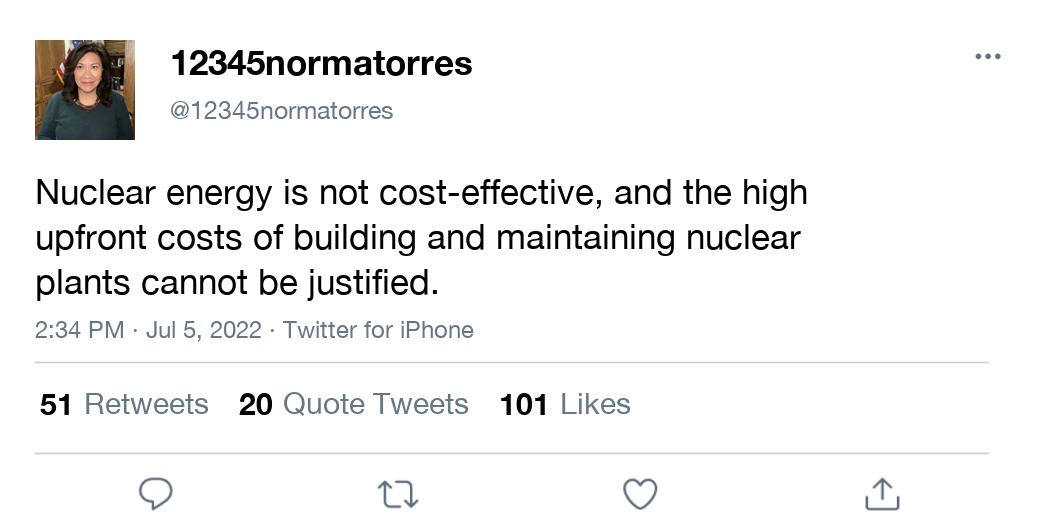 12345normatorres
@12345normatorres
Nuclear energy is not cost-effective, and the high
upfront costs of building and maintaining nuclear
plants cannot be justified.
2:34 PM · Jul 5, 2022 · Twitter for iPhone
51 Retweets 20 Quote Tweets 101 Likes